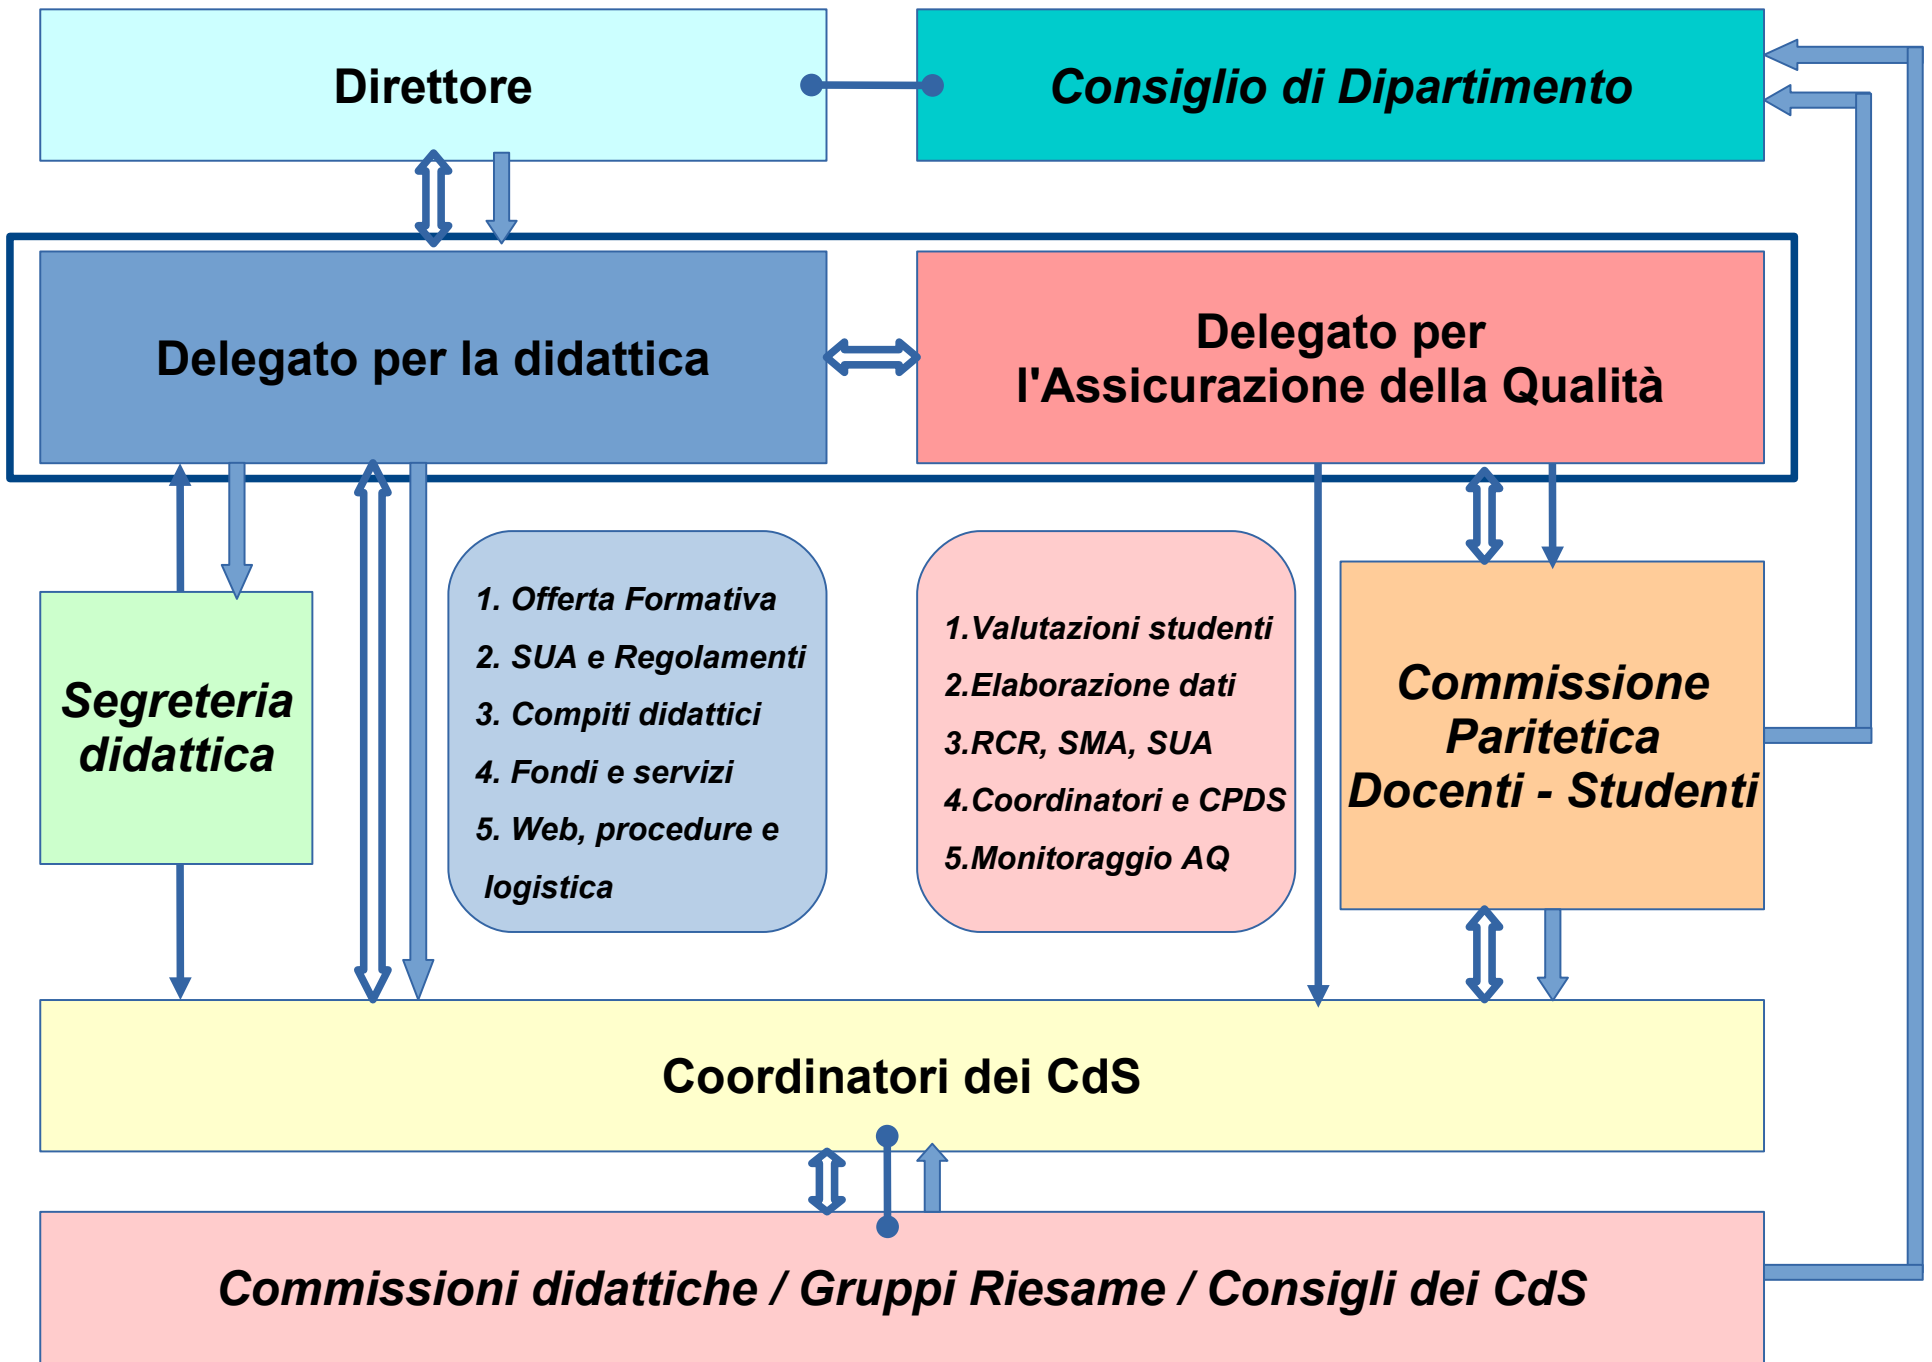 Direttore
Consiglio di Dipartimento
Delegato per la didattica
Delegato per
l'Assicurazione della Qualità
Segreteria
didattica
1. Offerta Formativa
2. SUA e Regolamenti
3. Compiti didattici
4. Fondi e servizi
5. Web, procedure e
logistica
1.Valutazioni studenti
2.Elaborazione dati
3.RCR, SMA, SUA
4.Coordinatori e CPDS
5.Monitoraggio AQ
Commissione
Paritetica
Docenti - Studenti
Coordinatori dei CdS
Commissioni didattiche / Gruppi Riesame / Consigli dei CdS